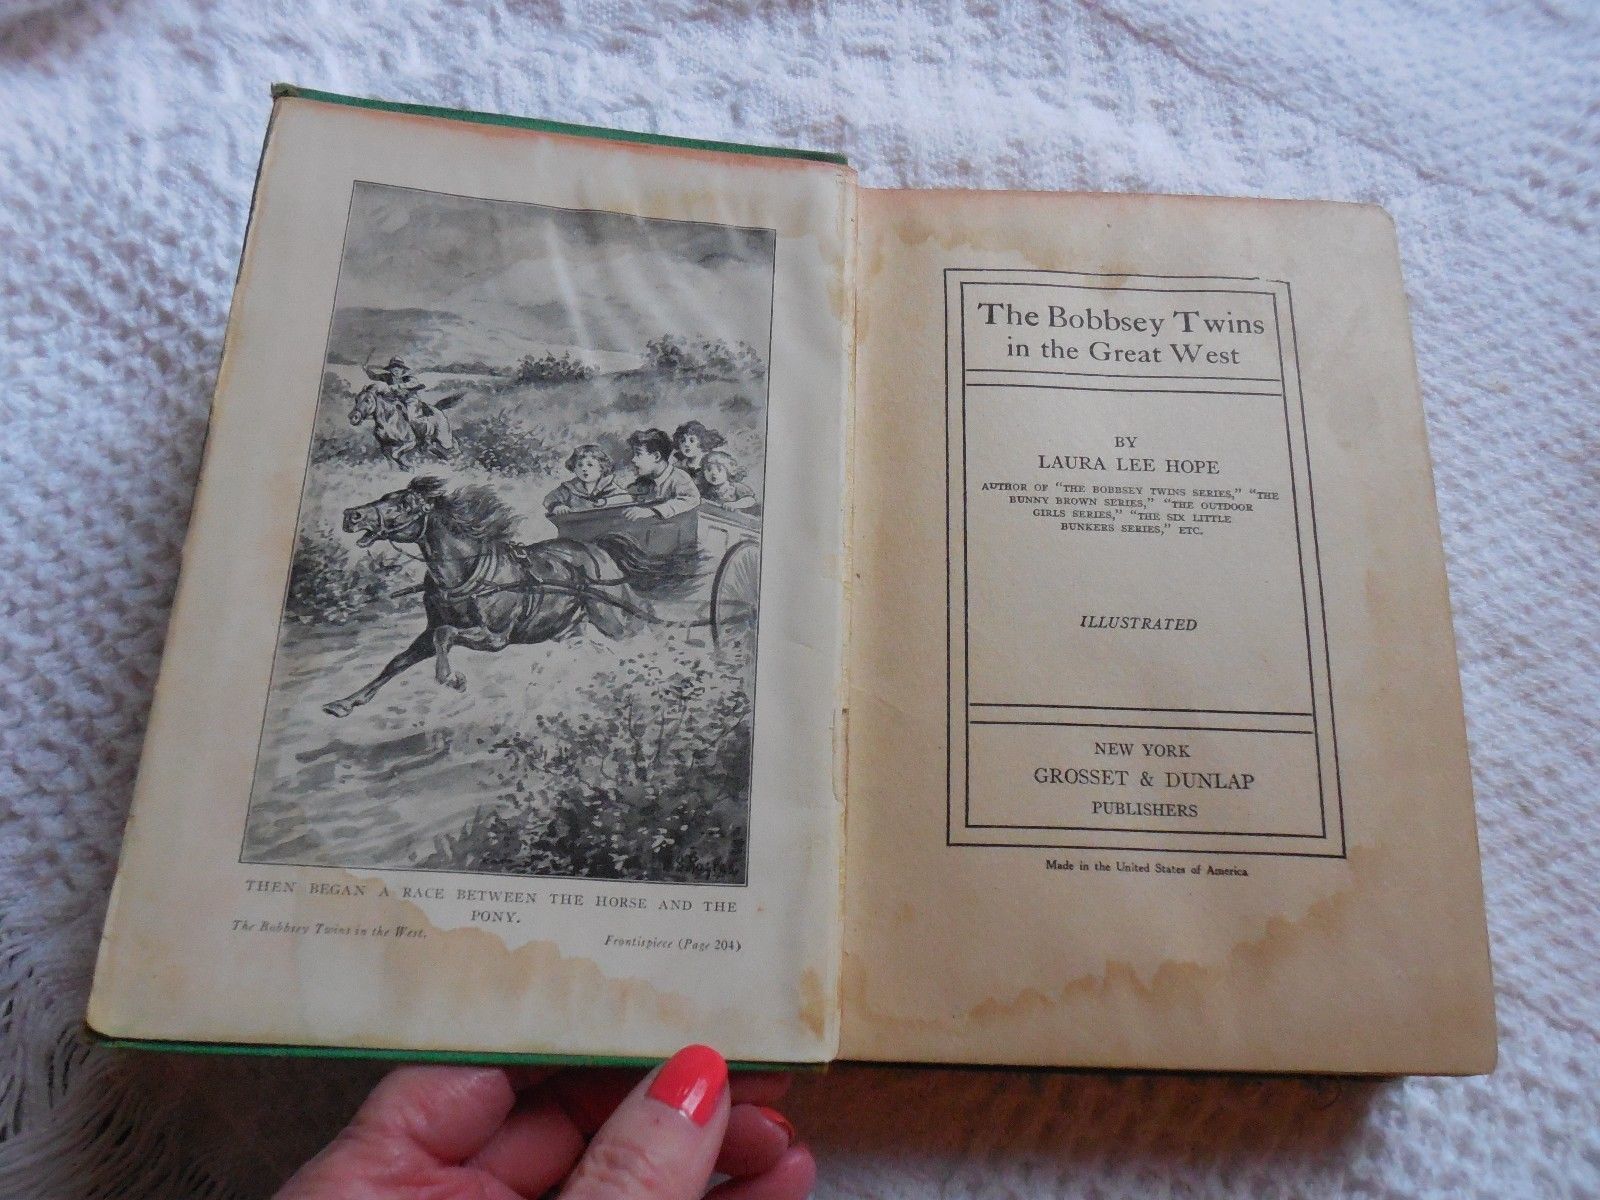 THEN BEGAN A RACE BETWEEN THE HORSE AND THE
PONY.
The Bobbsey Twins in the West.
Frontispiece (Page 204)
The Bobbsey Twins
in the Great West
BY
LAURA LEE HOPE
AUTHOR OF "THE BOBBSEY TWINS SERIES," "THE
BUNNY BROWN SERIES," "THE OUTDOOR
GIRLS SERIES," "THE SIX LITTLE
BUNKERS SERIES," ETC.
ILLUSTRATED
NEW YORK
GROSSET & DUNLAP
PUBLISHERS
Made in the United States of America